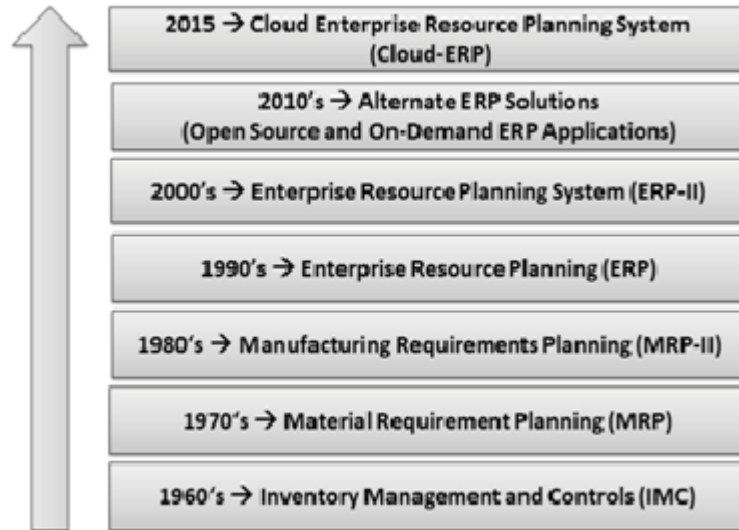 2015 → Cloud Enterprise Resource Planning System
(Cloud-ERP)
2010's → Alternate ERP Solutions
(Open Source and On-Demand ERP Applications)
2000's → Enterprise Resource Planning System (ERP-II)
1990's → Enterprise Resource Planning (ERP)
1980's → Manufacturing Requirements Planning (MRP-II)
1970's → Material Requirement Planning (MRP)
1960's → Inventory Management and Controls (IMC)